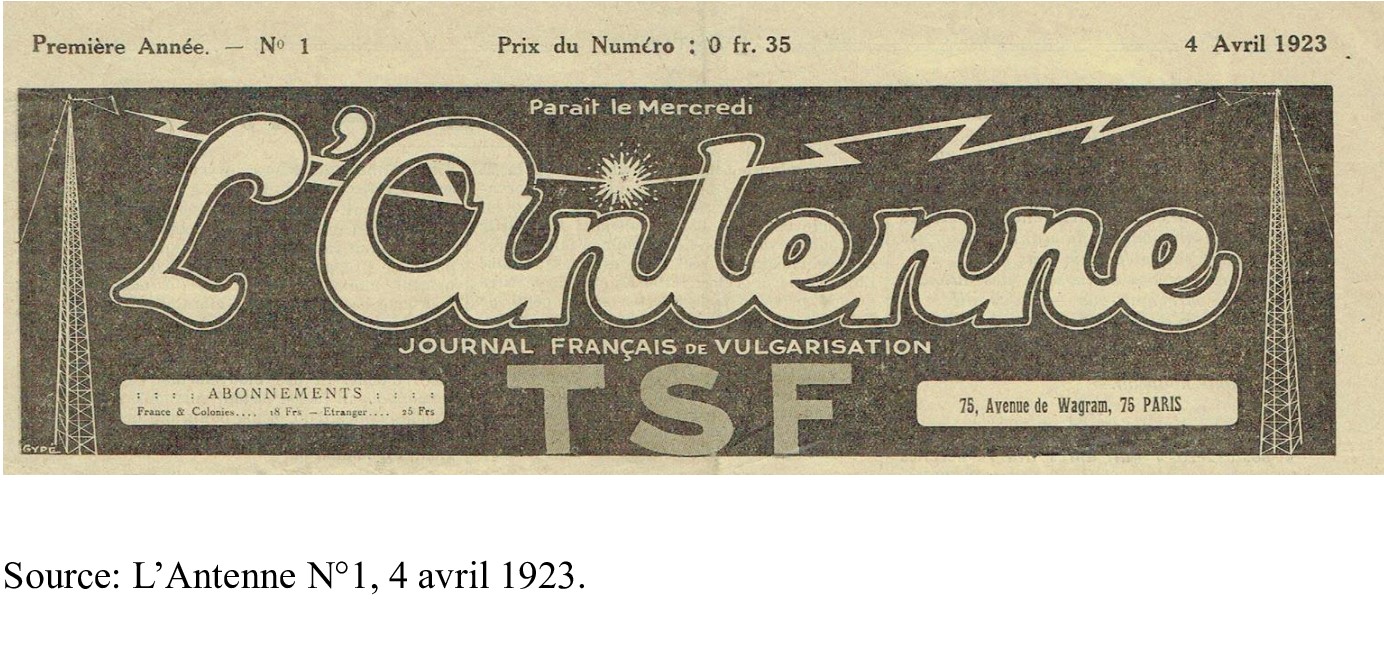 Première Année. — No 1 Prix du Numéro : 0 fr. 35 4 Avril 1923
Paraît le Mercredi
L'Antenne
JOURNAL FRANÇAIS DE VULGARISATION
TSF
: : : : ABONNEMENTS : : : :
France & Colonies.... 18 Frs — Etranger.... 25 Frs
75, Avenue de Wagram, 75 PARIS
GYPE
Source: L’Antenne N°1, 4 avril 1923.